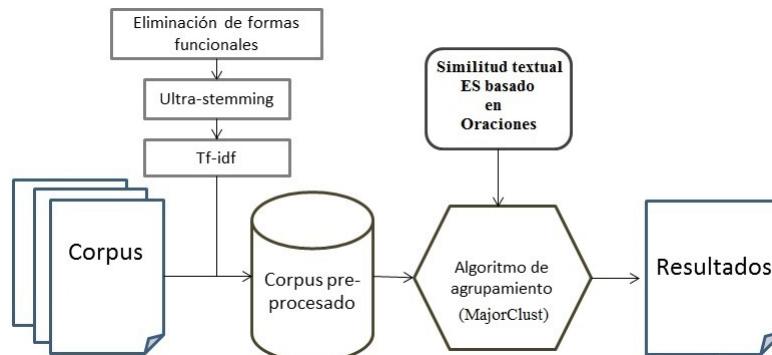 Eliminación de formas
funcionales
Ultra-stemming
Tf-idf
Similitud textual
ES basado
en
Oraciones
Corpus
Corpus pre-
procesado
Algoritmo de
agrupamiento
(MajorClust)
Resultados